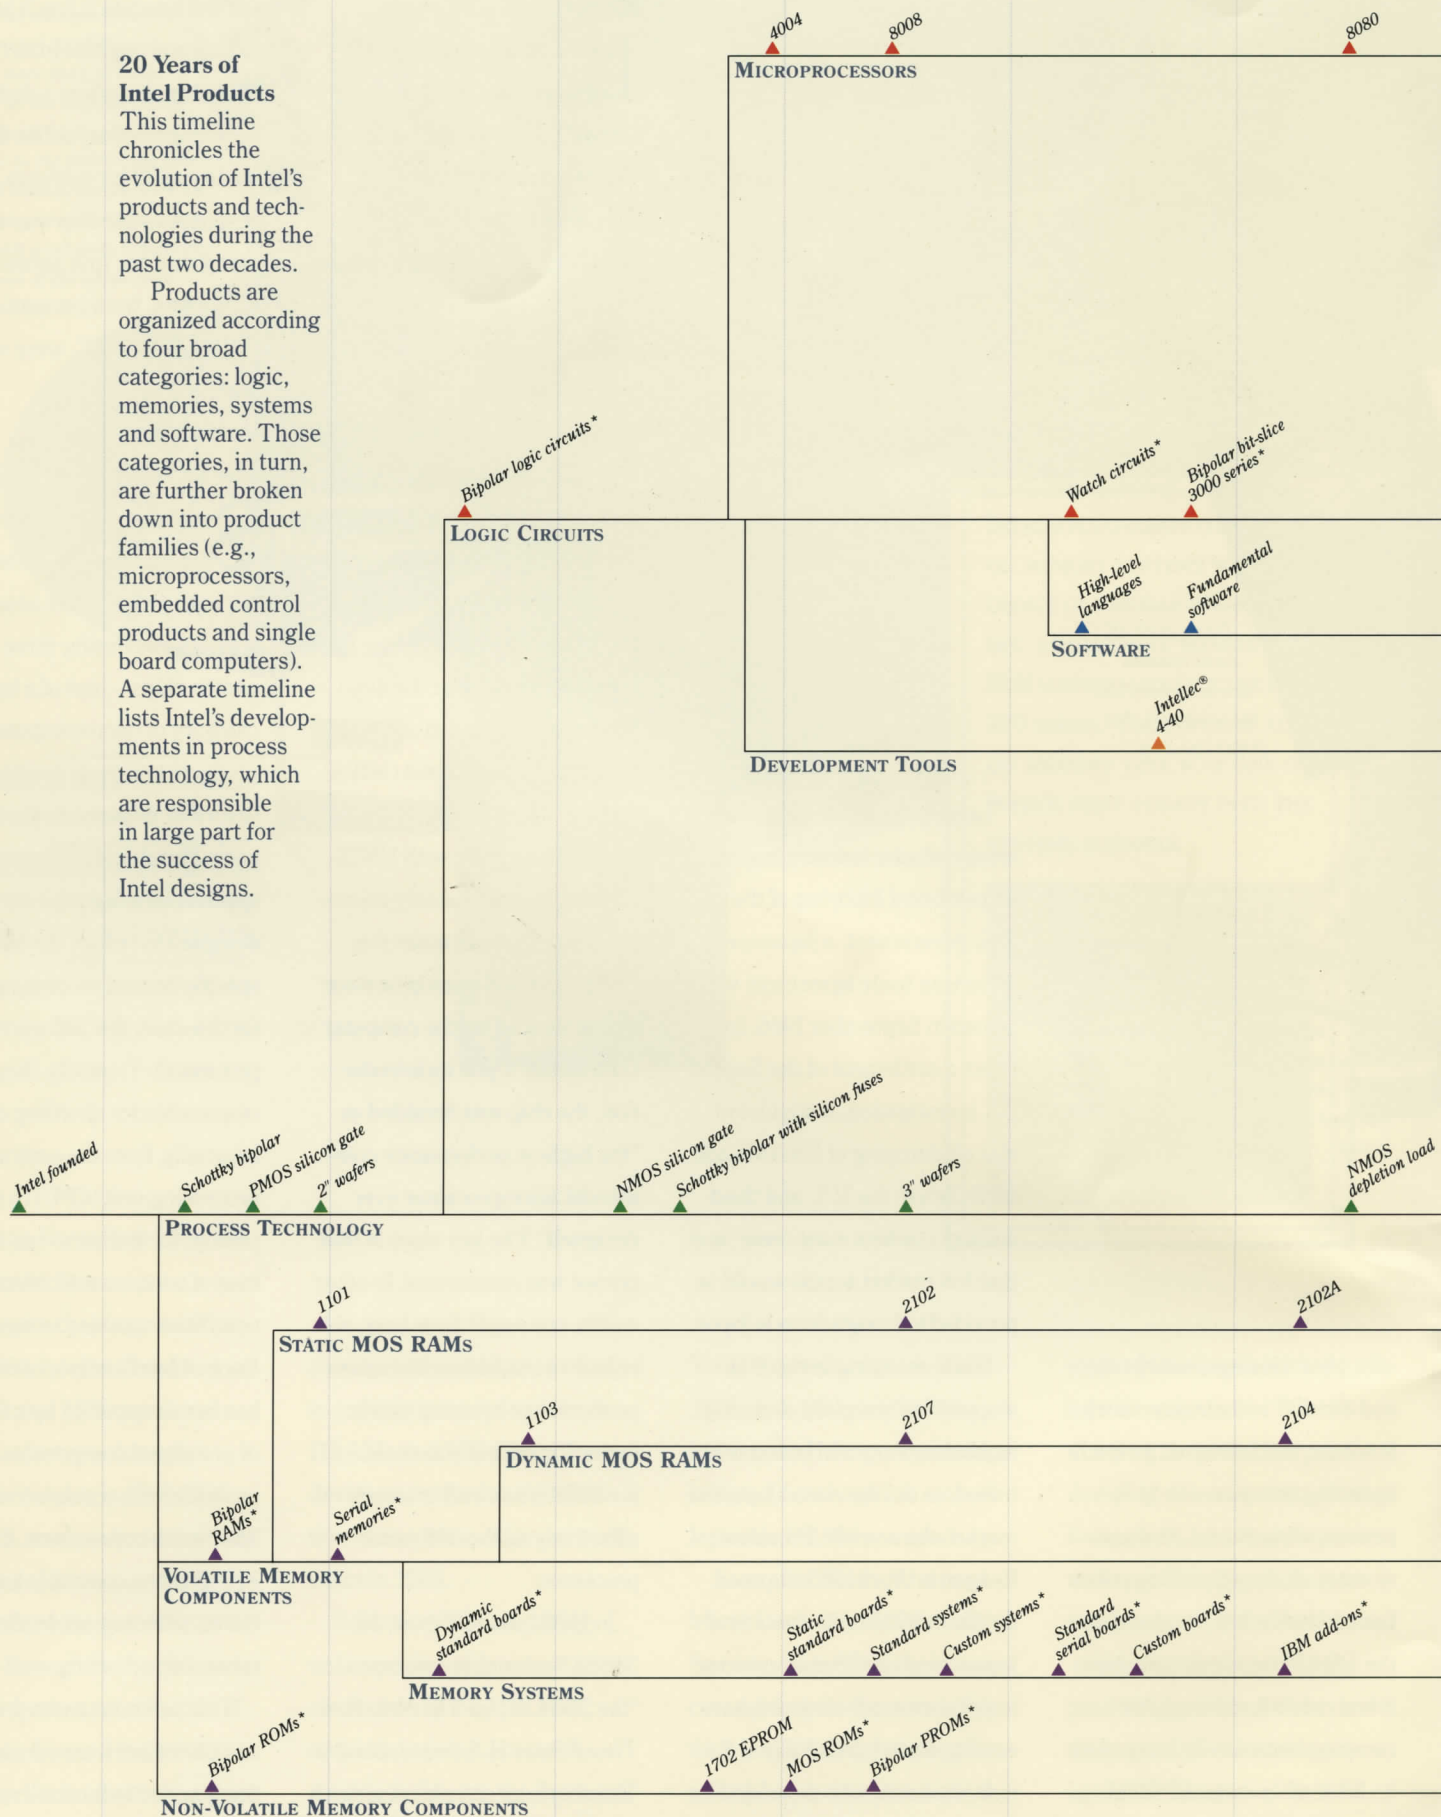 20 Years of
Intel Products
This timeline
chronicles the
evolution of Intel's
products and tech-
nologies during the
past two decades.
Products are
organized according
to four broad
categories: logic,
memories, systems
and software. Those
categories, in turn,
are further broken
down into product
families (e.g.,
microprocessors,
embedded control
products and single
board computers).
A separate timeline
lists Intel's develop-
ments in process
technology, which
are responsible
in large part for
the success of
Intel designs.
4004
8008
8080
MICROPROCESSORS
Bipolar logic circuits*
Watch circuits*
Bipolar bit-slice
3000 series*
LOGIC CIRCUITS
High-level
languages
Fundamental
software
SOFTWARE
Intellec®
4-40
DEVELOPMENT TOOLS
Intel founded
Schottky bipolar
PMOS silicon gate
2" wafers
NMOS silicon gate
Schottky bipolar with silicon fuses
3" wafers
NMOS
depletion load
PROCESS TECHNOLOGY
1101
2102
2102A
STATIC MOS RAMS
1103
2107
2104
DYNAMIC MOS RAMS
Bipolar
RAMs*
Serial
memories*
VOLATILE MEMORY
COMPONENTS
Dynamic
standard boards*
Static
standard boards*
Standard systems*
Custom systems*
Standard
serial boards*
Custom boards*
IBM add-ons*
MEMORY SYSTEMS
Bipolar ROMs*
1702 EPROM
MOS ROMs*
Bipolar PROMs*
NON-VOLATILE MEMORY COMPONENTS